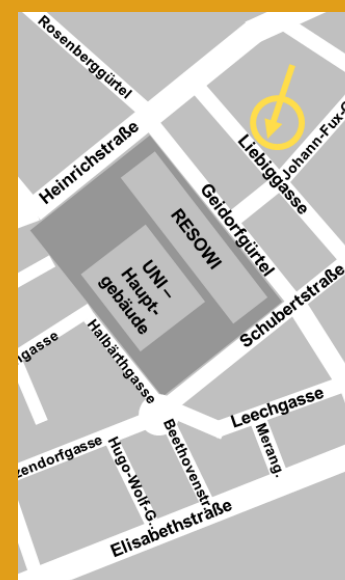 Rosenberggürtel
Heinrichstraße
Johann-Fux-G
Liebiggasse
Geidorfgürtel
RESOWI
UNI –
Haupt-
gebäude
Schubertstraße
Halbärthgasse
gasse
Leechgasse
zendorfgasse
Hugo-Wolf-G..
Beethovenstr.
Merang.
Elisabethstraße